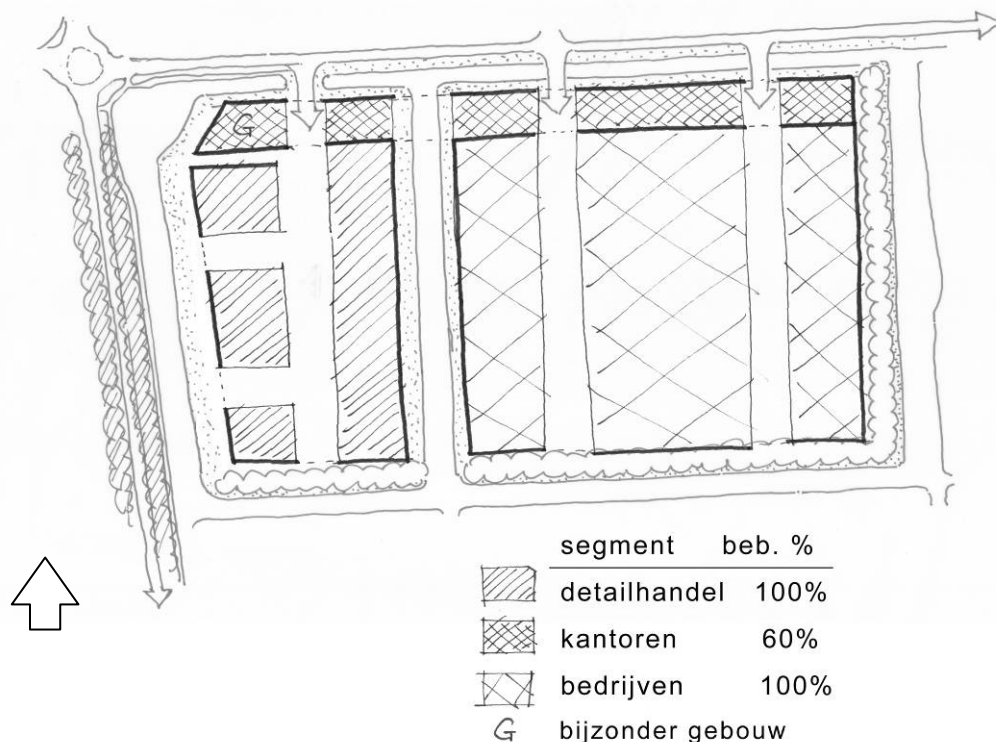 G
segment beb. %
detailhandel 100%
kantoren 60%
bedrijven 100%
G bijzonder gebouw